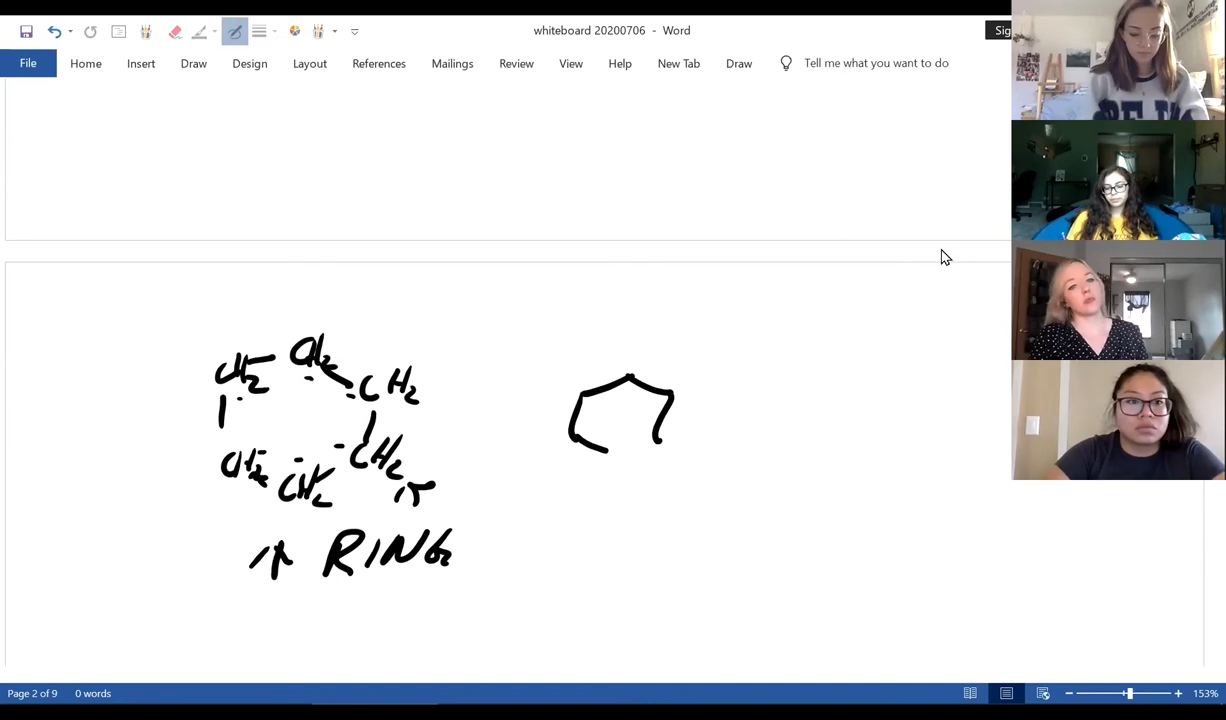 whiteboard 20200706 - Word
Sig
File Home Insert Draw Design Layout References Mailings Review View Help New Tab Draw Tell me what you want to do
CH2 CH2 CH2
CH2 CH2 CH2
RING
Page 2 of 9 0 words 153%